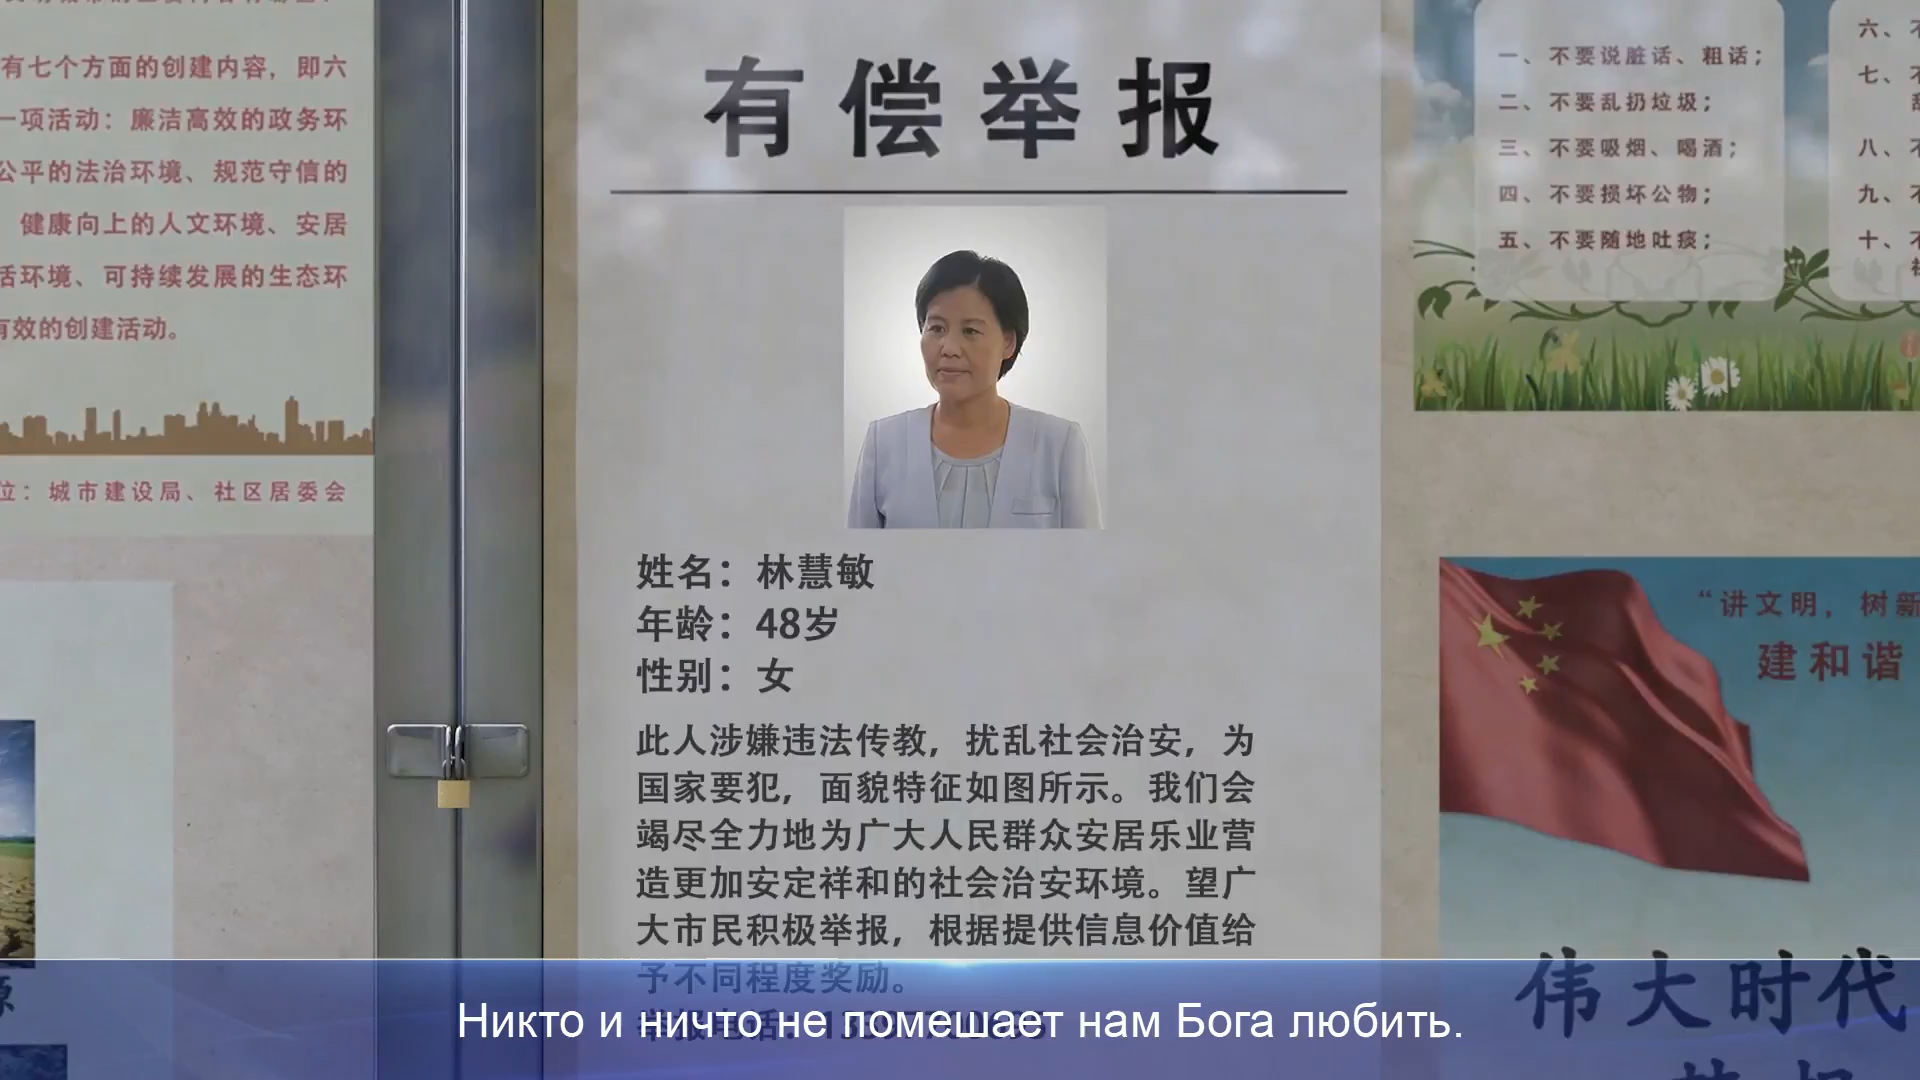 有七个方面的创建内容，即六
一项活动：廉洁高效的政务环
公平的法治环境、规范守信的
健康向上的人文环境、安居
活环境、可持续发展的生态环
有效的创建活动。
位：城市建设局、社区居委会
源
有偿举报
姓名：林慧敏
年龄：48岁
性别：女
此人涉嫌违法传教，扰乱社会治安，为
国家要犯，面貌特征如图所示。我们会
竭尽全力地为广大人民群众安居乐业营
造更加安定祥和的社会治安环境。望广
大市民积极举报，根据提供信息价值给
予不同程度奖励。
举报电话：
一、不要说脏话、粗话；
二、不要乱扔垃圾；
三、不要吸烟、喝酒；
四、不要损坏公物；
五、不要随地吐痰；
六、不
七、不
八、不
九、不
十、不
“讲文明，树新
建和谐
伟大时代
Никто и ничто не помешает нам Бога любить.